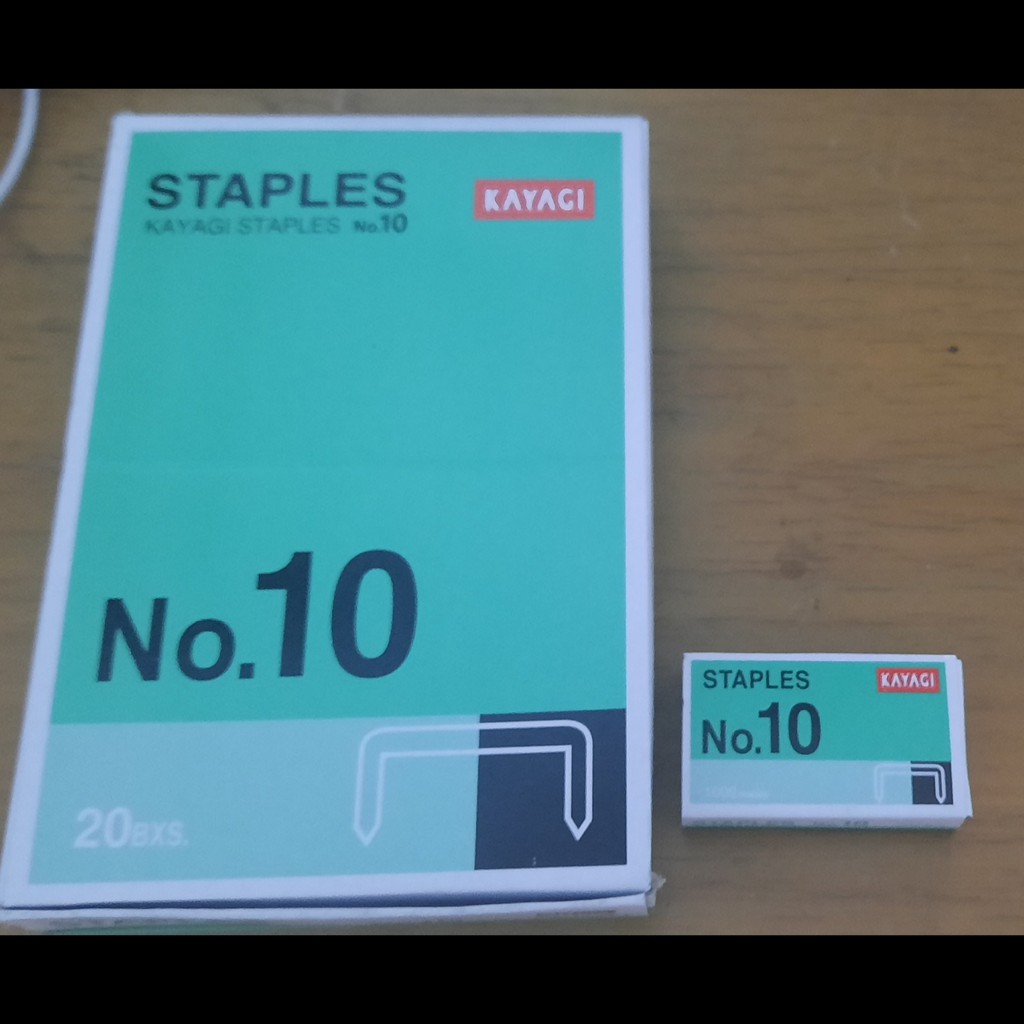 STAPLES
KAYAGI
KAYAGI STAPLES No.10
No.10
20BXS.
STAPLES
KAYAGI
No.10